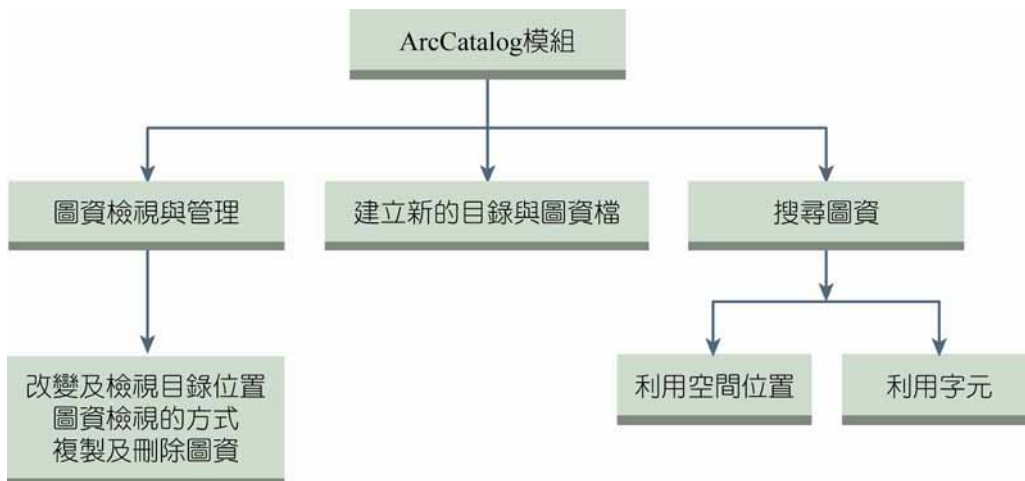 ArcCatalog模組
圖資檢視與管理
建立新的目錄與圖資檔
搜尋圖資
改變及檢視目錄位置
圖資檢視的方式
複製及刪除圖資
利用空間位置
利用字元